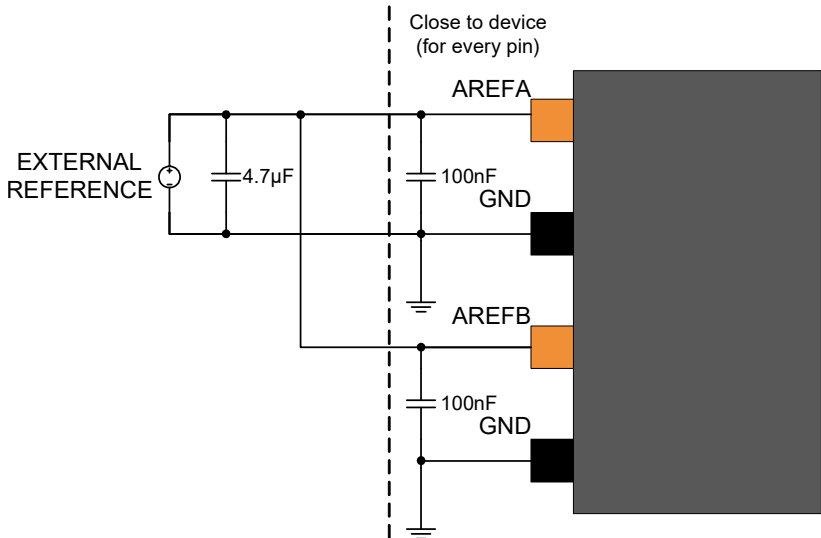 Close to device
(for every pin)
AREFA
EXTERNAL
REFERENCE
4.7µF
100nF
GND
AREFB
100nF
GND